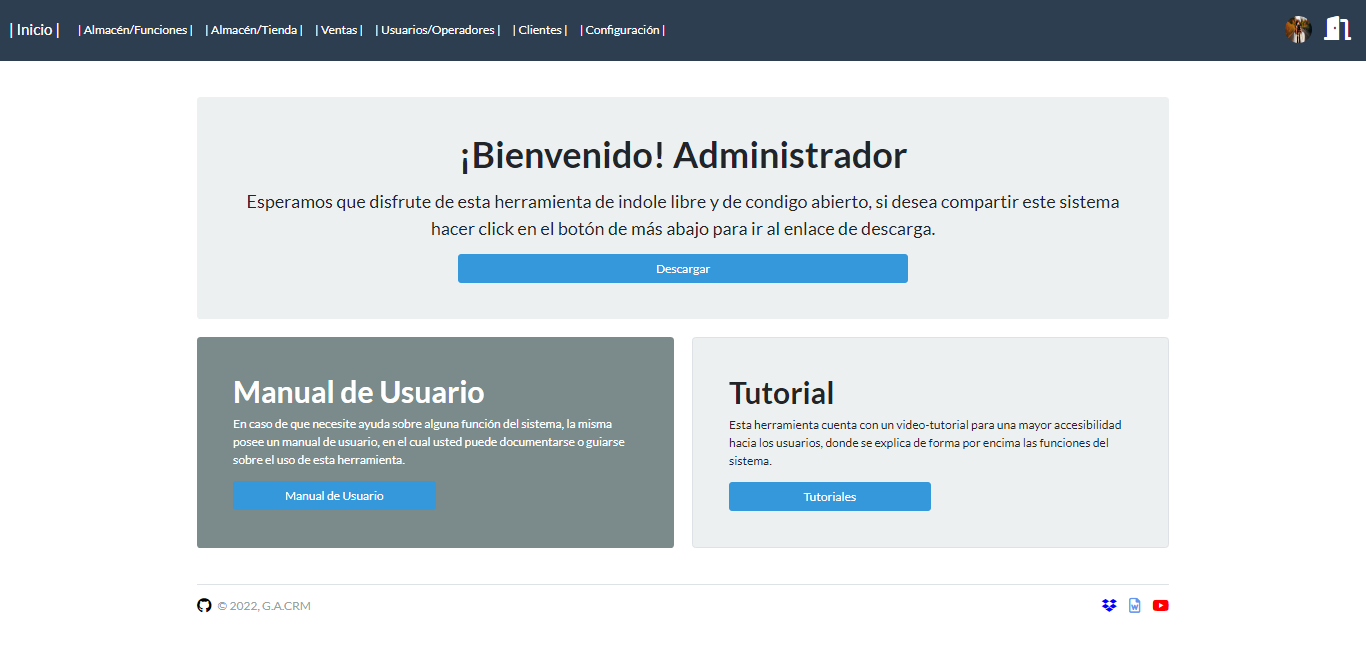 | Inicio | | Almacén/Funciones | | Almacén/Tienda | | Ventas | | Usuarios/Operadores | | Clientes | | Configuración |
¡Bienvenido! Administrador
Esperamos que disfrute de esta herramienta de indole libre y de condigo abierto, si desea compartir este sistema
hacer click en el botón de más abajo para ir al enlace de descarga.
Descargar
Manual de Usuario
En caso de que necesite ayuda sobre alguna función del sistema, la misma
posee un manual de usuario, en el cual usted puede documentarse o guiarse
sobre el uso de esta herramienta.
Manual de Usuario
Tutorial
Esta herramienta cuenta con un video-tutorial para una mayor accesibilidad
hacia los usuarios, donde se explica de forma por encima las funciones del
sistema.
Tutoriales
© 2022, G.A.CRM